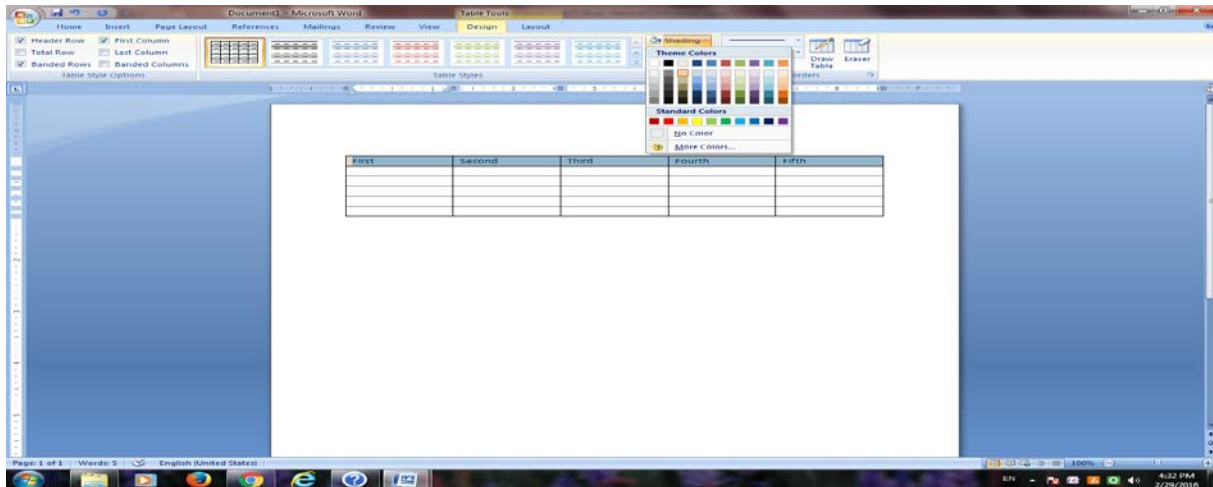 Document1 - Microsoft Word
Table Tools
Home Insert Page Layout References Mailings Review View Design Layout
Header Row First Column
Total Row Last Column
Banded Rows Banded Columns
Table Style Options
Table Styles
Shading
Draw Table
Eraser
Theme Colors
Standard Colors
No Color
More Colors...
First Second Third Fourth Fifth
Page: 1 of 1 Words: 5 English (United States) 100%
EN 4:32 PM
2/29/2016